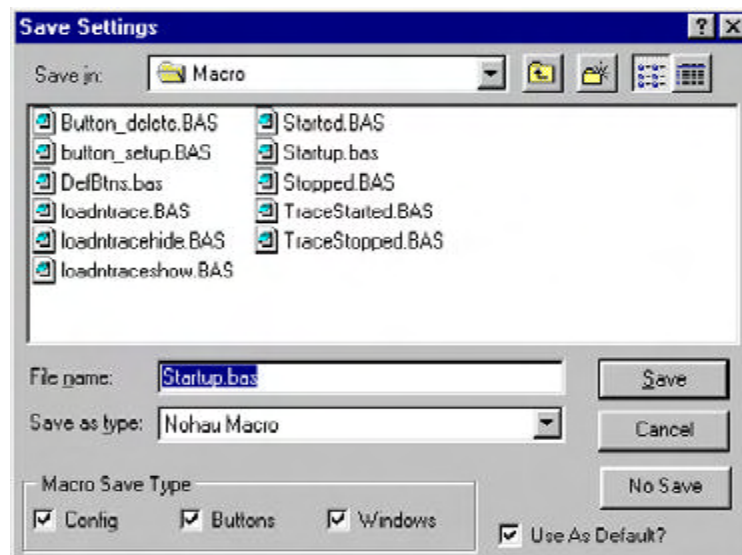 Save Settings
Save in: Macro
Button_delete.BAS
button_setup.BAS
DefBtns.bas
loadntrace.BAS
loadntracehide.BAS
loadntraceshow.BAS
Started.BAS
Startup.bas
Stopped.BAS
TraceStarted.BAS
TraceStopped.BAS
File name: Startup.bas
Save
Save as type: Nohau Macro
Cancel
No Save
Macro Save Type
Config Buttons Windows
Use As Default?